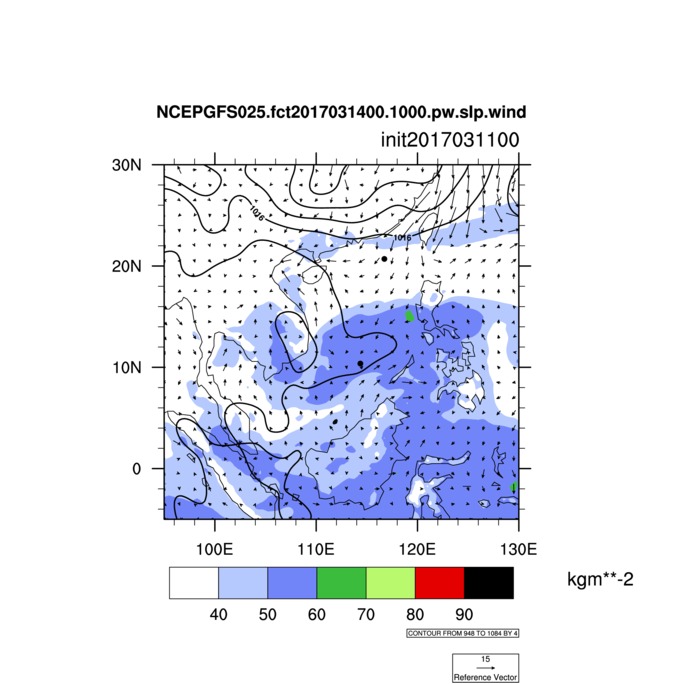 NCEPGFS025.fct2017031400.1000.pw.slp.wind
init2017031100
30N
1016
1016
20N
10N
0
100E 110E 120E 130E
kgm**-2
40 50 60 70 80 90
CONTOUR FROM 948 TO 1084 BY 4
15
Reference Vector